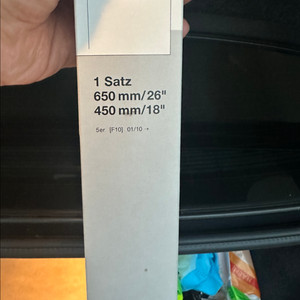 1 Satz
650 mm/26"
450 mm/18"
5er [F10] 01/10 →